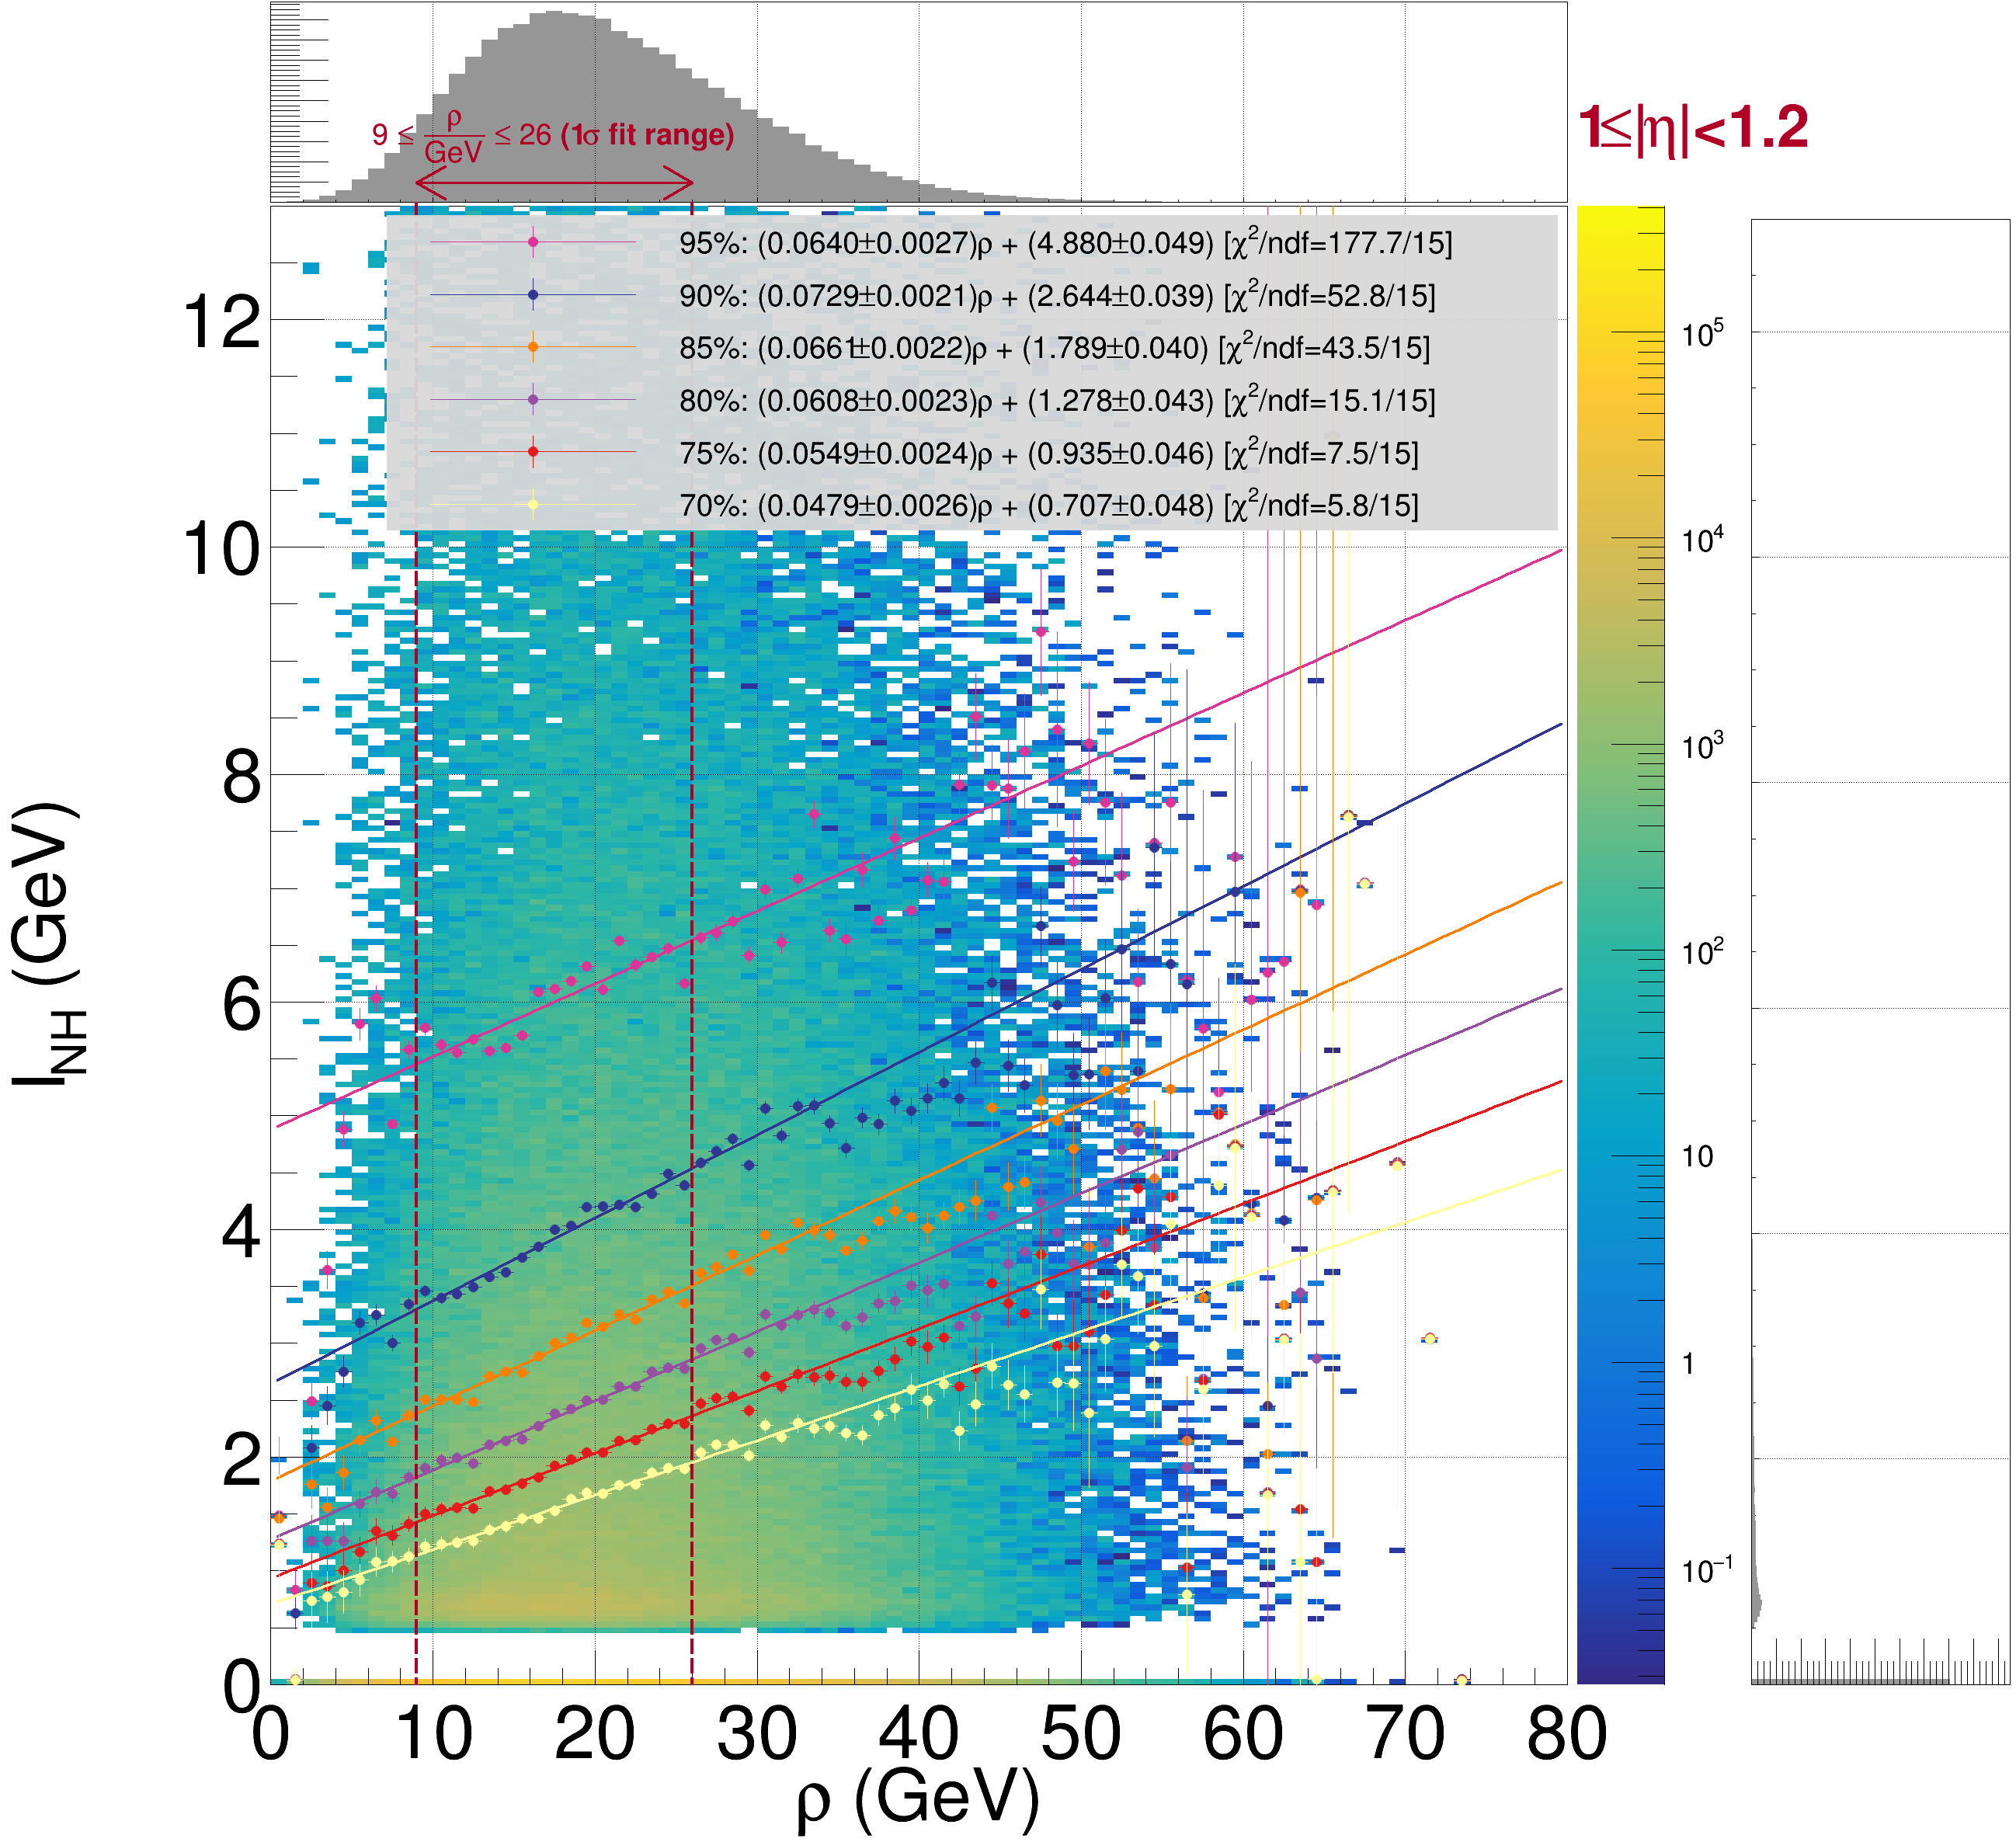 9 ≤ ρ/GeV ≤ 26 (1σ fit range)
1≤|η|<1.2
95%: (0.0640±0.0027)ρ + (4.880±0.049) [χ²/ndf=177.7/15]
90%: (0.0729±0.0021)ρ + (2.644±0.039) [χ²/ndf=52.8/15]
85%: (0.0661±0.0022)ρ + (1.789±0.040) [χ²/ndf=43.5/15]
80%: (0.0608±0.0023)ρ + (1.278±0.043) [χ²/ndf=15.1/15]
75%: (0.0549±0.0024)ρ + (0.935±0.046) [χ²/ndf=7.5/15]
70%: (0.0479±0.0026)ρ + (0.707±0.048) [χ²/ndf=5.8/15]
12
10
8
6
4
2
0
I_NH (GeV)
0 10 20 30 40 50 60 70 80
ρ (GeV)
10⁵
10⁴
10³
10²
10
1
10⁻¹